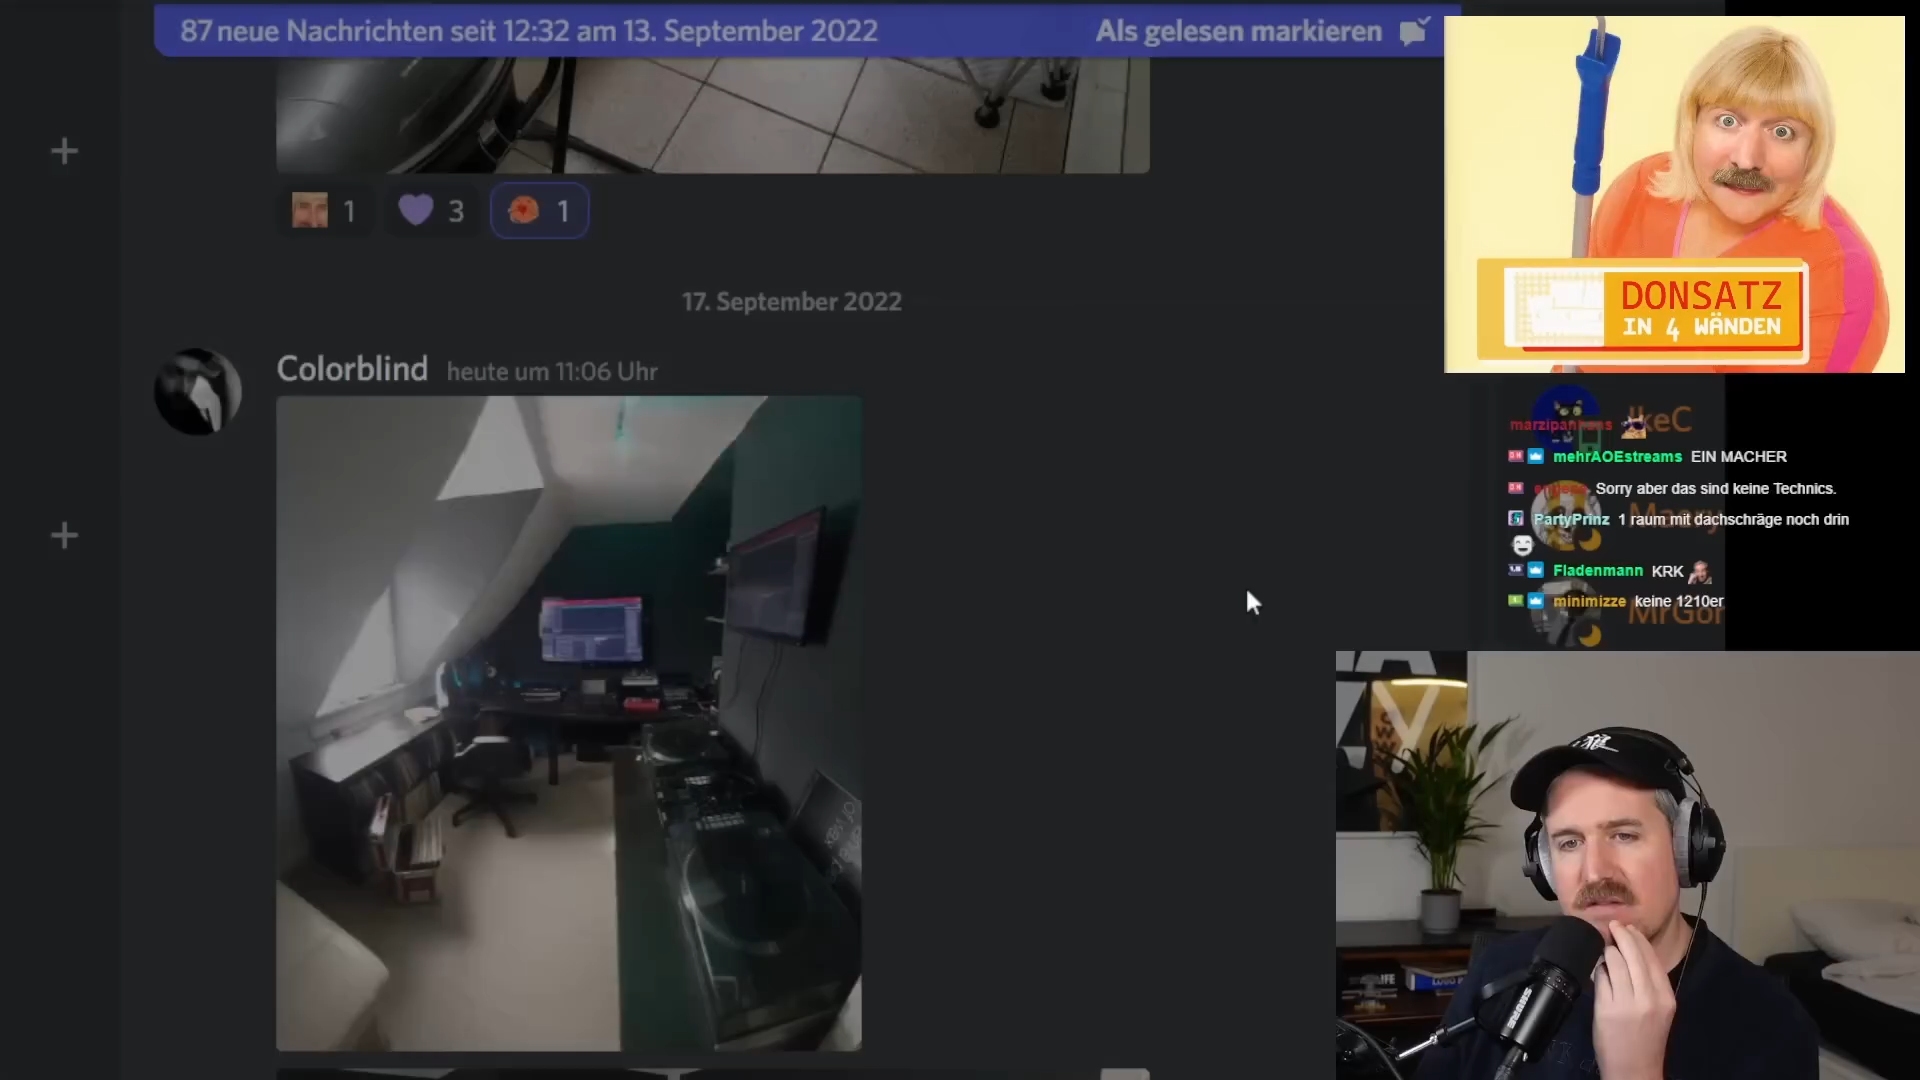 87 neue Nachrichten seit 12:32 am 13. September 2022
Als gelesen markieren
1
3
1
17. September 2022
Colorblind heute um 11:06 Uhr
DONSATZ
IN 4 WÄNDEN
mehrAOEstreams EIN MACHER
Sorry aber das sind keine Technics.
PartyPrinz 1 raum mit dachschräge noch drin
Fladenmann KRK
minimizze keine 1210er
SHURE